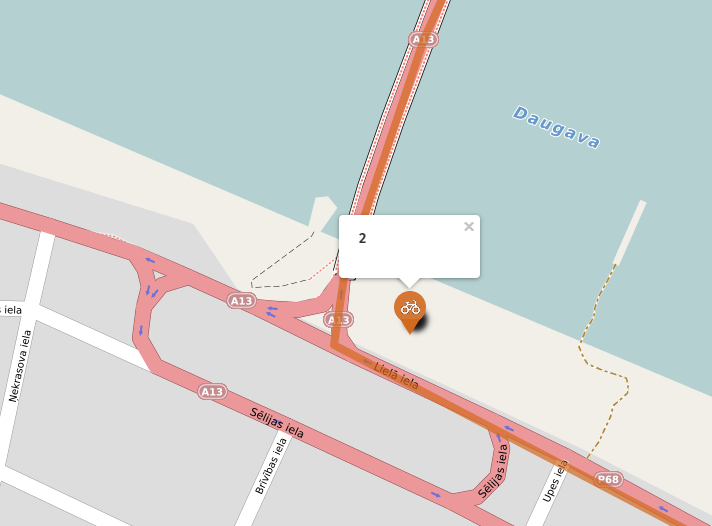 A13
Daugava
2
×
A13
A13
s iela
Nekrasova iela
Lielā iela
A13
Sēlijas iela
Brīvības iela
Sēlijas iela
Upes iela
P68